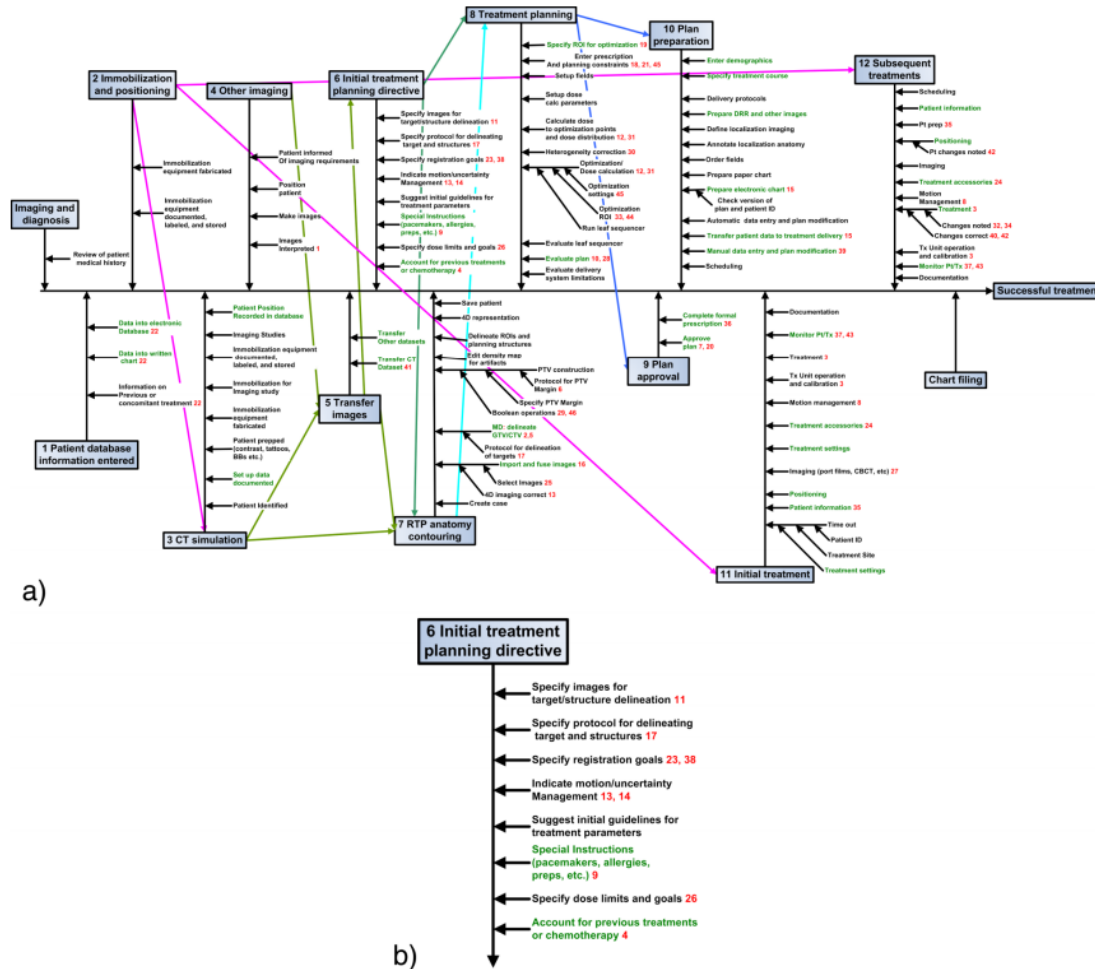 8 Treatment planning
Specify ROI for optimization 19
Enter prescription
And planning constraints 18, 21, 45
Setup fields
Setup dose
calc parameters
Calculate dose
to optimization points
and dose distribution 12, 31
Heterogeneity correction 30
Optimization/
Dose calculation 12, 31
Optimization
settings 45
Optimization
ROI 33, 44
Run leaf sequencer
Evaluate leaf sequencer
Evaluate plan 18, 28
Evaluate delivery
system limitations
10 Plan
preparation
Enter demographics
Specify treatment course
Delivery protocols
Prepare DRR and other images
Define localization imaging
Annotate localization anatomy
Order fields
Prepare paper chart
Prepare electronic chart 15
Check version of
plan and patient ID
Automatic data entry and plan modification
Transfer patient data to treatment delivery 15
Manual data entry and plan modification 39
Scheduling
12 Subsequent
treatments
Scheduling
Patient information
Pt prep 35
Positioning
Pt changes noted 42
Imaging
Treatment accessories 24
Motion
Management 8
Treatment 3
Changes noted 32, 34
Changes correct 40, 42
Tx Unit operation
and calibration 3
Monitor Pt/Tx 37, 43
Documentation
2 Immobilization
and positioning
Immobilization
equipment fabricated
Immobilization
equipment
documented,
labeled, and stored
4 Other imaging
Patient informed
Of imaging requirements
Position
patient
Make images
Images
Interpreted 1
6 Initial treatment
planning directive
Specify images for
target/structure delineation 11
Specify protocol for delineating
target and structures 17
Specify registration goals 23, 38
Indicate motion/uncertainty
Management 13, 14
Suggest initial guidelines for
treatment parameters
Special Instructions
(pacemakers, allergies,
preps, etc.) 9
Specify dose limits and goals 26
Account for previous treatments
or chemotherapy 4
Imaging and
diagnosis
Review of patient
medical history
Successful treatment
Data into electronic
Database 22
Data into written
chart 22
Information on
Previous or
concomitant treatment 22
1 Patient database
information entered
Patient Position
Recorded in database
Imaging Studies
Immobilization equipment
documented,
labeled, and stored
Immobilization for
Imaging study
Immobilization
equipment
fabricated
Patient prepped
(contrast, tattoos,
BBs etc.)
Set up data
documented
Patient Identified
3 CT simulation
Transfer
Other datasets
Transfer CT
Dataset 41
5 Transfer
images
Save patient
4D representation
Delineate ROIs and
planning structures
Edit density map
for artifacts
PTV construction
Protocol for PTV
Margin 6
Specify PTV Margin
Boolean operations 29, 46
MD: delineate
GTV/CTV 2,5
Protocol for delineation
of targets 17
Import and fuse images 16
Select Images 25
4D imaging correct 13
Create case
7 RTP anatomy
contouring
Complete formal
prescription 36
Approve
plan 7, 20
9 Plan
approval
Documentation
Monitor Pt/Tx 37, 43
Treatment 3
Tx Unit operation
and calibration 3
Motion management 8
Treatment accessories 24
Treatment settings
Imaging (port films, CBCT, etc) 27
Positioning
Patient information 35
Time out
Patient ID
Treatment Site
Treatment settings
11 Initial treatment
Chart filing
a)
6 Initial treatment
planning directive
Specify images for
target/structure delineation 11
Specify protocol for delineating
target and structures 17
Specify registration goals 23, 38
Indicate motion/uncertainty
Management 13, 14
Suggest initial guidelines for
treatment parameters
Special Instructions
(pacemakers, allergies,
preps, etc.) 9
Specify dose limits and goals 26
Account for previous treatments
or chemotherapy 4
b)